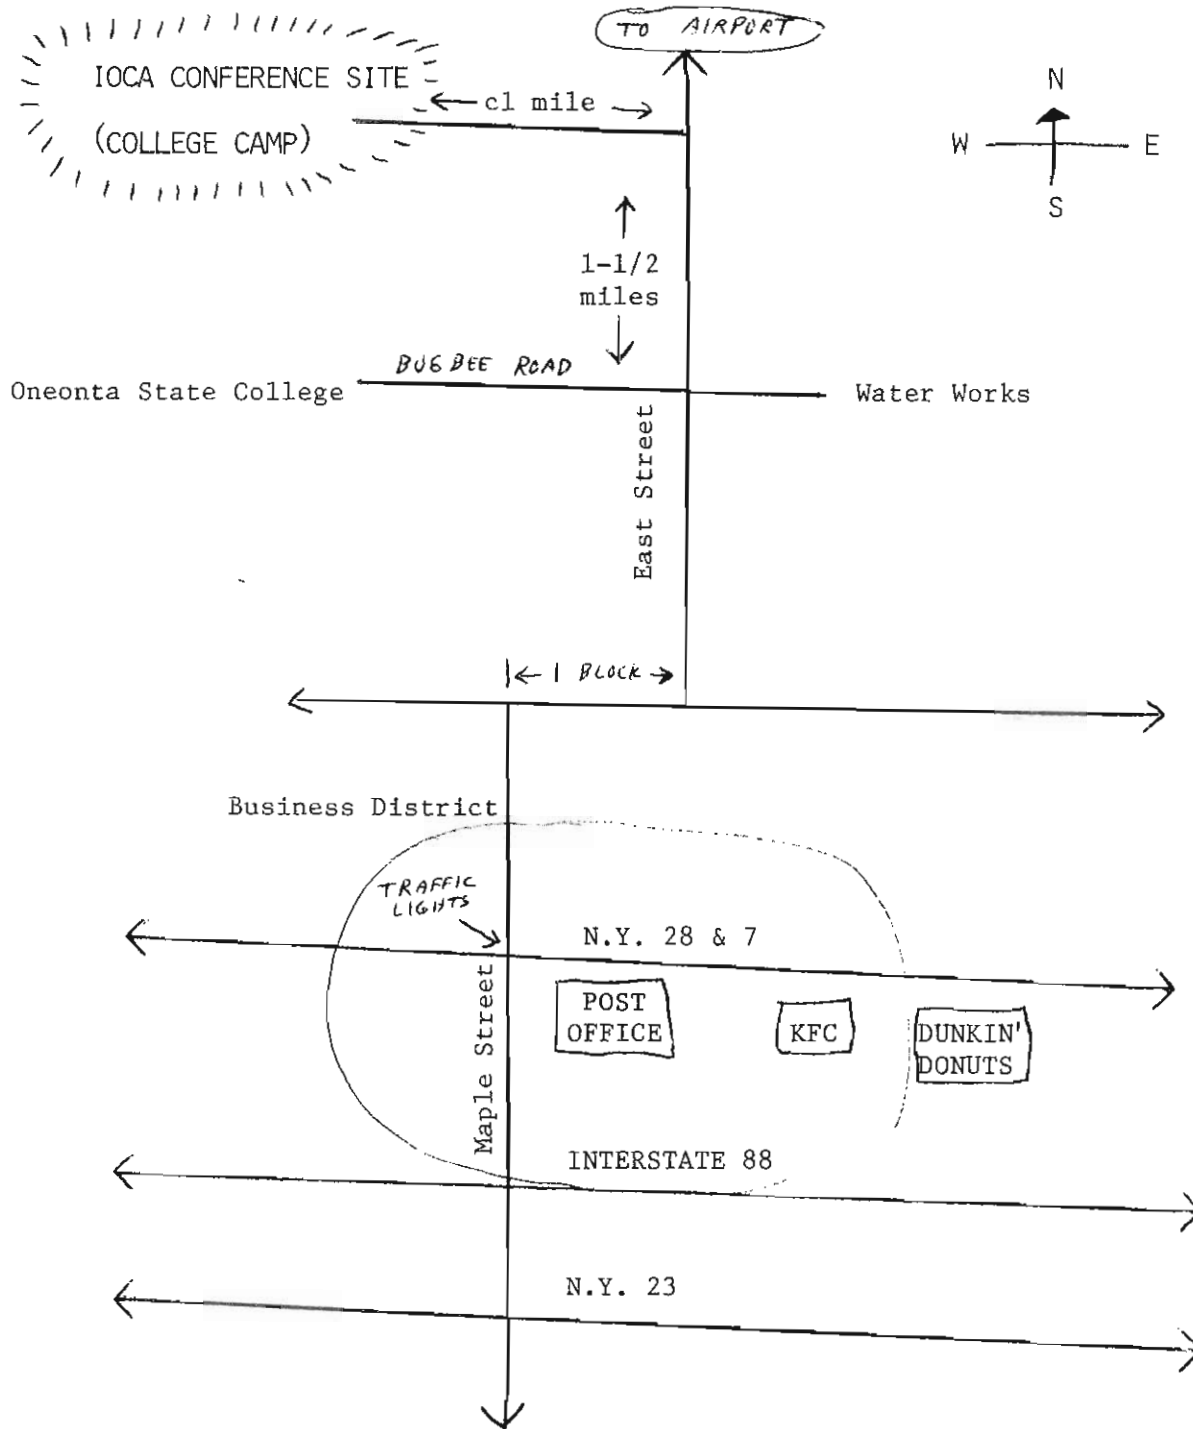 TO AIRPORT
IOCA CONFERENCE SITE
(COLLEGE CAMP)
c1 mile
N
W E
S
1-1/2
miles
BUGBEE ROAD
Oneonta State College
Water Works
East Street
1 BLOCK
Business District
TRAFFIC
LIGHTS
N.Y. 28 & 7
Maple Street
POST
OFFICE
KFC
DUNKIN'
DONUTS
INTERSTATE 88
N.Y. 23